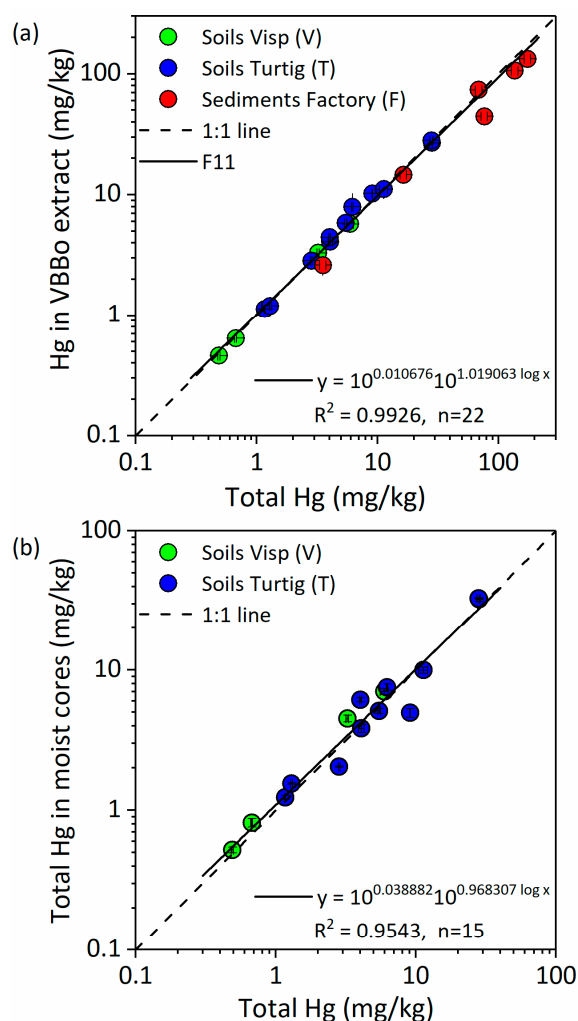 (a)
Hg in VBBo extract (mg/kg)
100
10
1
0.1
Soils Visp (V)
Soils Turtig (T)
Sediments Factory (F)
1:1 line
F11
y = 10^0.010676 10^1.019063 log x
R² = 0.9926, n=22
0.1 1 10 100
Total Hg (mg/kg)
(b)
Total Hg in moist cores (mg/kg)
100
10
1
0.1
Soils Visp (V)
Soils Turtig (T)
1:1 line
y = 10^0.038882 10^0.968307 log x
R² = 0.9543, n=15
0.1 1 10 100
Total Hg (mg/kg)